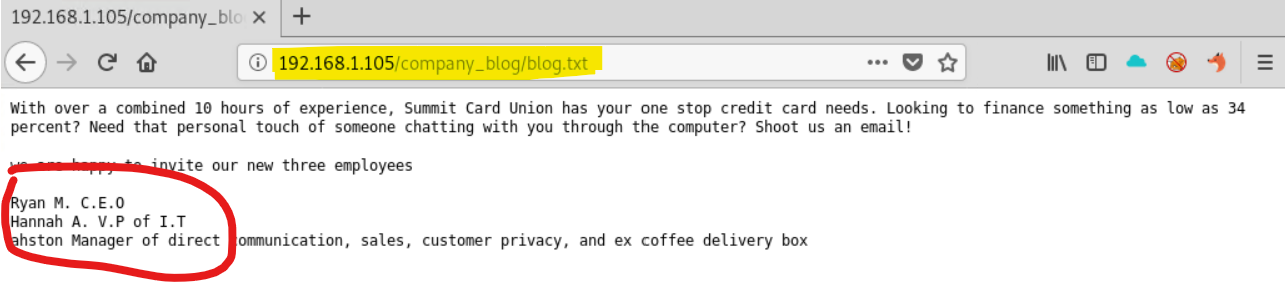 192.168.1.105/company_blo
192.168.1.105/company_blog/blog.txt
With over a combined 10 hours of experience, Summit Card Union has your one stop credit card needs. Looking to finance something as low as 34
percent? Need that personal touch of someone chatting with you through the computer? Shoot us an email!
we are happy to invite our new three employees
Ryan M. C.E.O
Hannah A. V.P of I.T
ahston Manager of direct communication, sales, customer privacy, and ex coffee delivery box